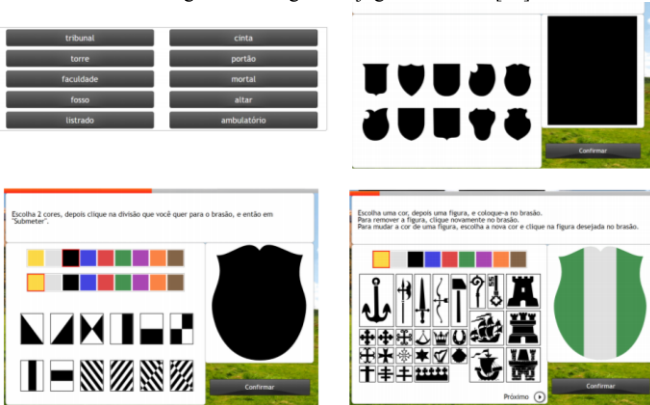 tribunal
cinta
torre
portão
faculdade
mortal
fosso
altar
listrado
ambulatório
Confirmar
Escolha 2 cores, depois clique na divisão que você quer para o brasão, e então em
"Submeter".
Confirmar
Escolha uma cor, depois uma figura, e coloque-a no brasão.
Para remover a figura, clique novamente no brasão.
Para mudar a cor de uma figura, escolha a nova cor e clique na figura desejada no brasão.
Próximo
Confirmar